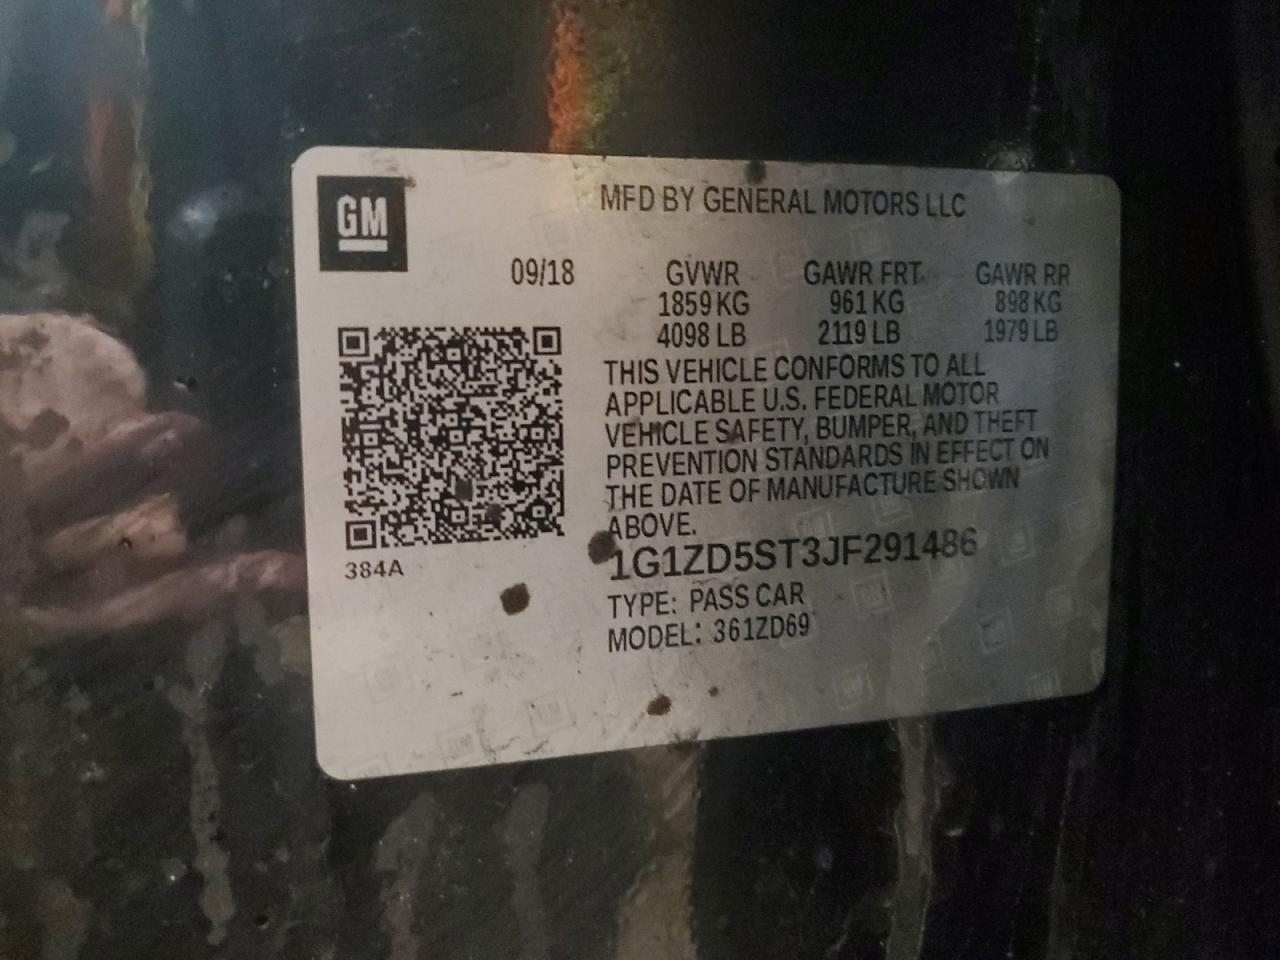 GM
MFD BY GENERAL MOTORS LLC
09/18 GVWR GAWR FRT GAWR RR
1859 KG 961 KG 898 KG
4098 LB 2119 LB 1979 LB
THIS VEHICLE CONFORMS TO ALL
APPLICABLE U.S. FEDERAL MOTOR
VEHICLE SAFETY, BUMPER, AND THEFT
PREVENTION STANDARDS IN EFFECT ON
THE DATE OF MANUFACTURE SHOWN
ABOVE.
384A
1G1ZD5ST3JF291486
TYPE: PASS CAR
MODEL: 361ZD69